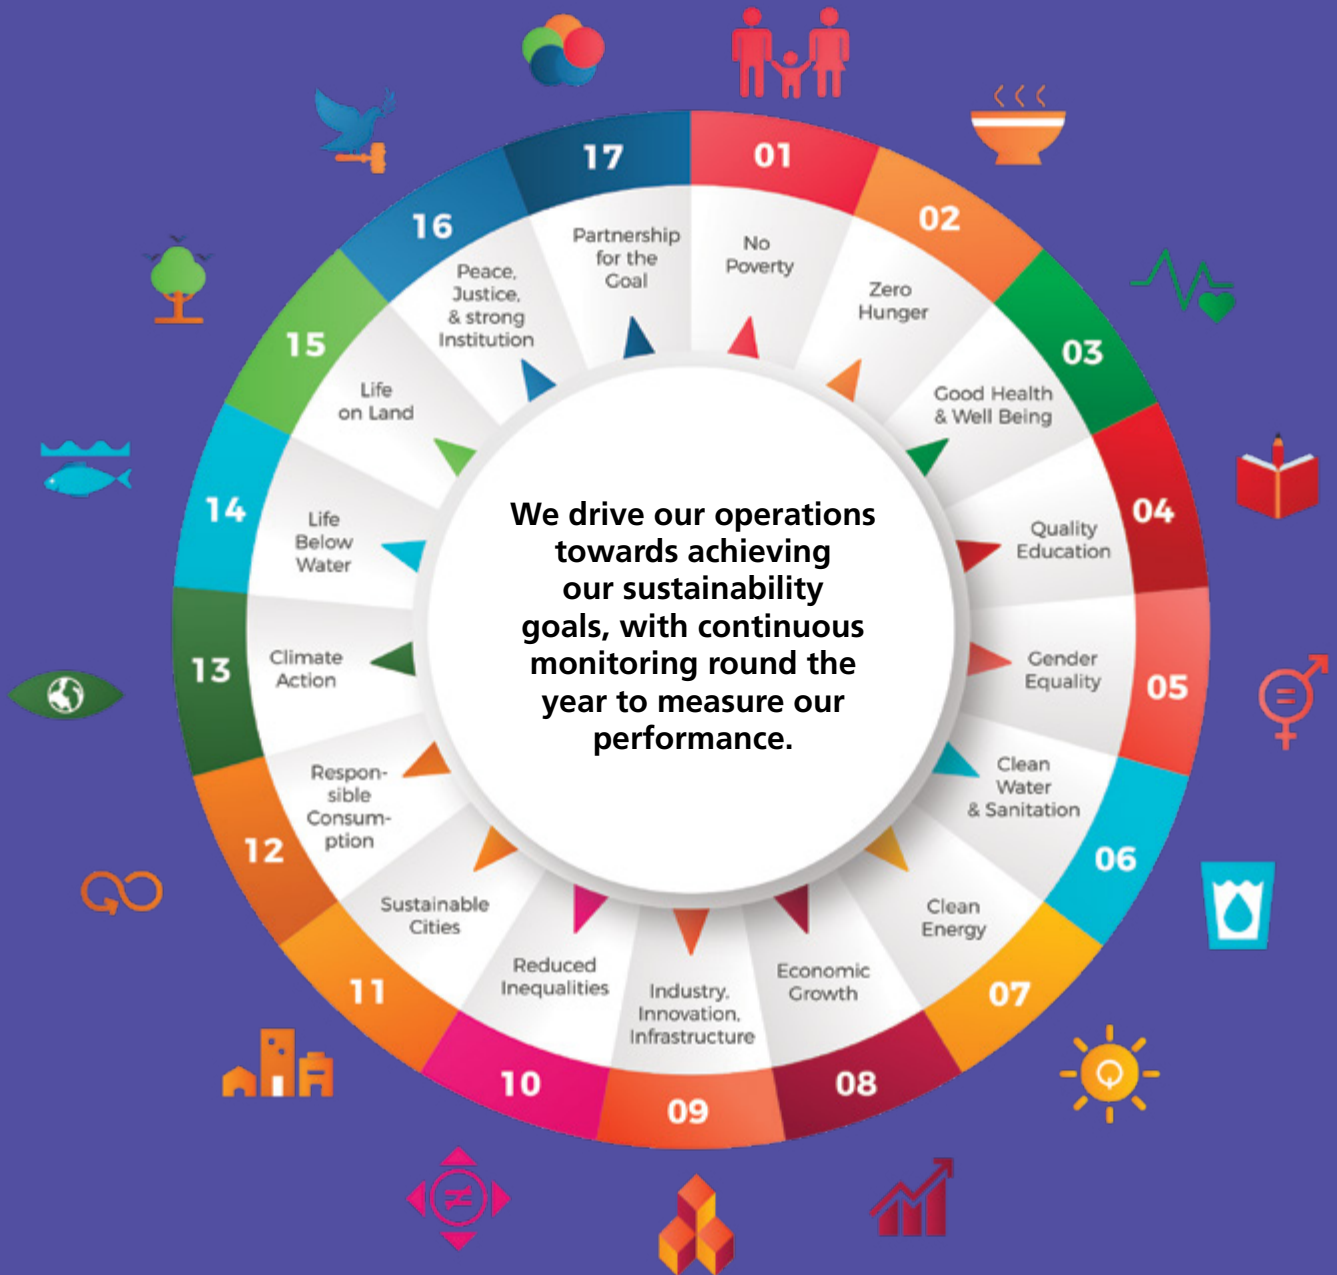 01
No
Poverty
02
Zero
Hunger
03
Good Health
& Well Being
04
Quality
Education
05
Gender
Equality
06
Clean
Water
& Sanitation
07
Clean
Energy
08
Economic
Growth
09
Industry,
Innovation,
Infrastructure
10
Reduced
Inequalities
11
Sustainable
Cities
12
Respon-
sible
Consum-
ption
13
Climate
Action
14
Life
Below
Water
15
Life
on Land
16
Peace,
Justice,
& strong
Institution
17
Partnership
for the
Goal
We drive our operations
towards achieving
our sustainability
goals, with continuous
monitoring round the
year to measure our
performance.